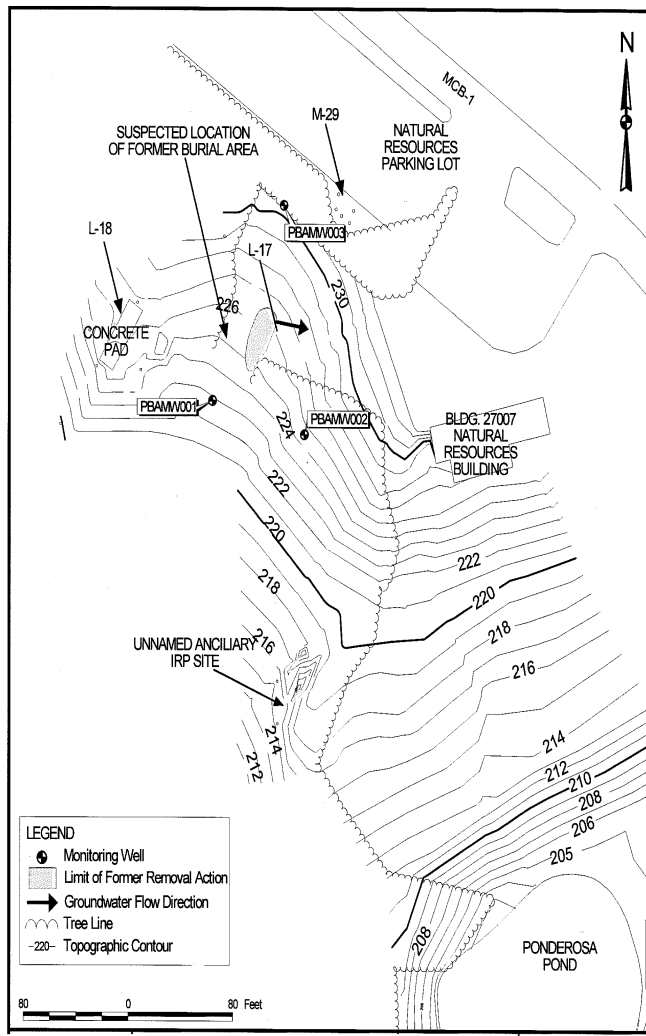 N
MCB-1
M-29
NATURAL
RESOURCES
PARKING LOT
SUSPECTED LOCATION
OF FORMER BURIAL AREA
PBAMW003
L-18
L-17
230
226
CONCRETE
PAD
PBAMW001
PBAMW002
224
BLDG. 27007
NATURAL
RESOURCES
BUILDING
222
220
222
218
220
218
216
216
UNNAMED ANCILIARY
IRP SITE
214
214
212
212
210
208
206
205
208
PONDEROSA
POND
LEGEND
Monitoring Well
Limit of Former Removal Action
Groundwater Flow Direction
Tree Line
-220- Topographic Contour
80 0 80 Feet